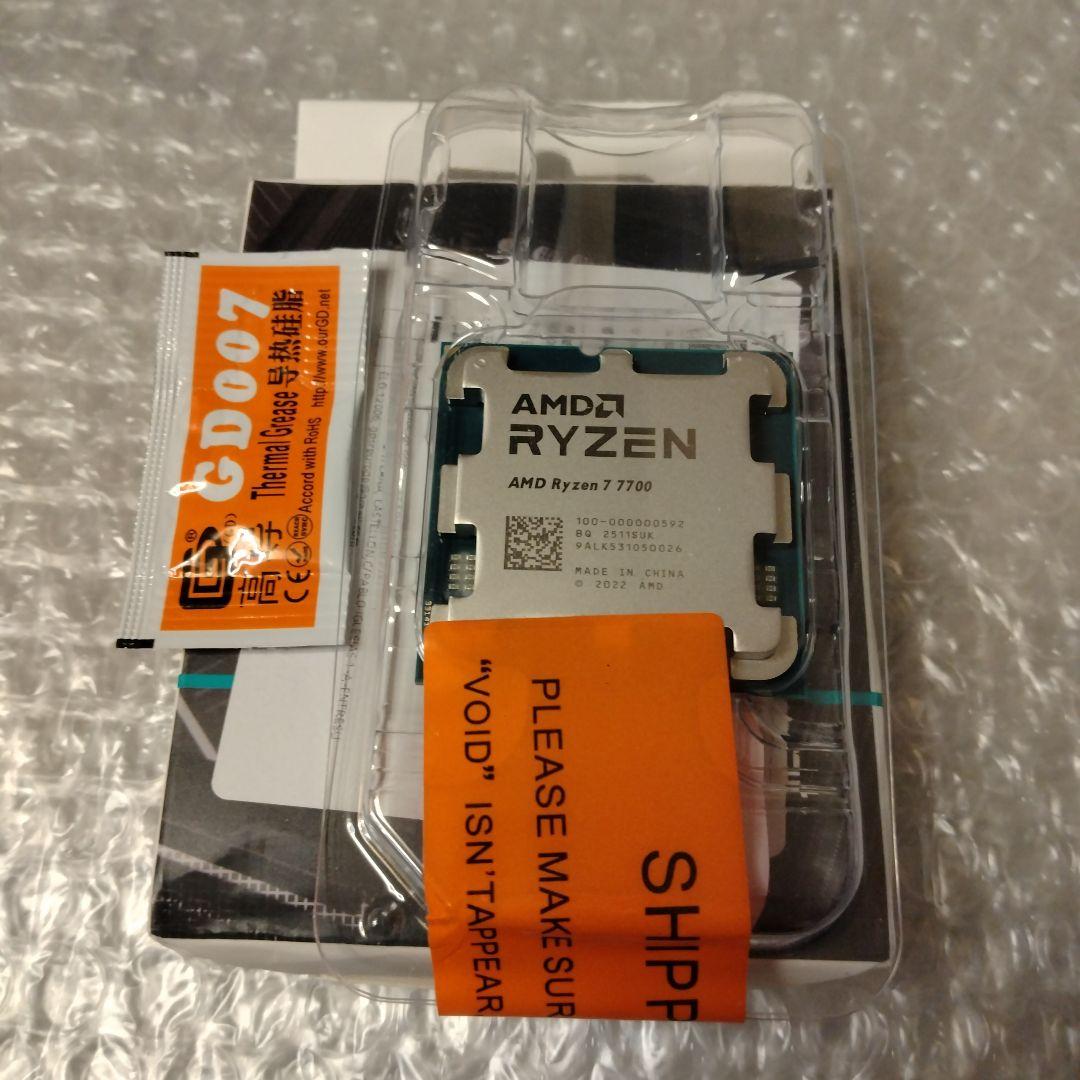 AMD
RYZEN
AMD Ryzen 7 7700
100-000000592
BQ 2511SUK
9ALK531050026
MADE IN CHINA
© 2022 AMD
GD007
Thermal Grease 导热硅脂
http://www.ourGD.net
Accord with RoHS
高得
CE
SHIPP
PLEASE MAKE SUR
“VOID” ISN'T APPEAR